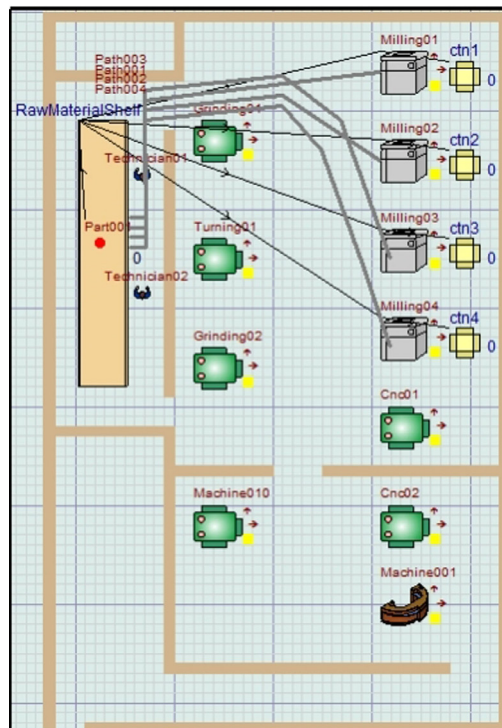 Path003
Path001
Path002
Path004
Milling01
ctn1
0
RawMaterialShelf
Grinding01
Milling02
ctn2
0
Technician01
Part001
0
Turning01
Milling03
ctn3
0
Technician02
Milling04
ctn4
0
Grinding02
Cnc01
Machine010
Cnc02
Machine001